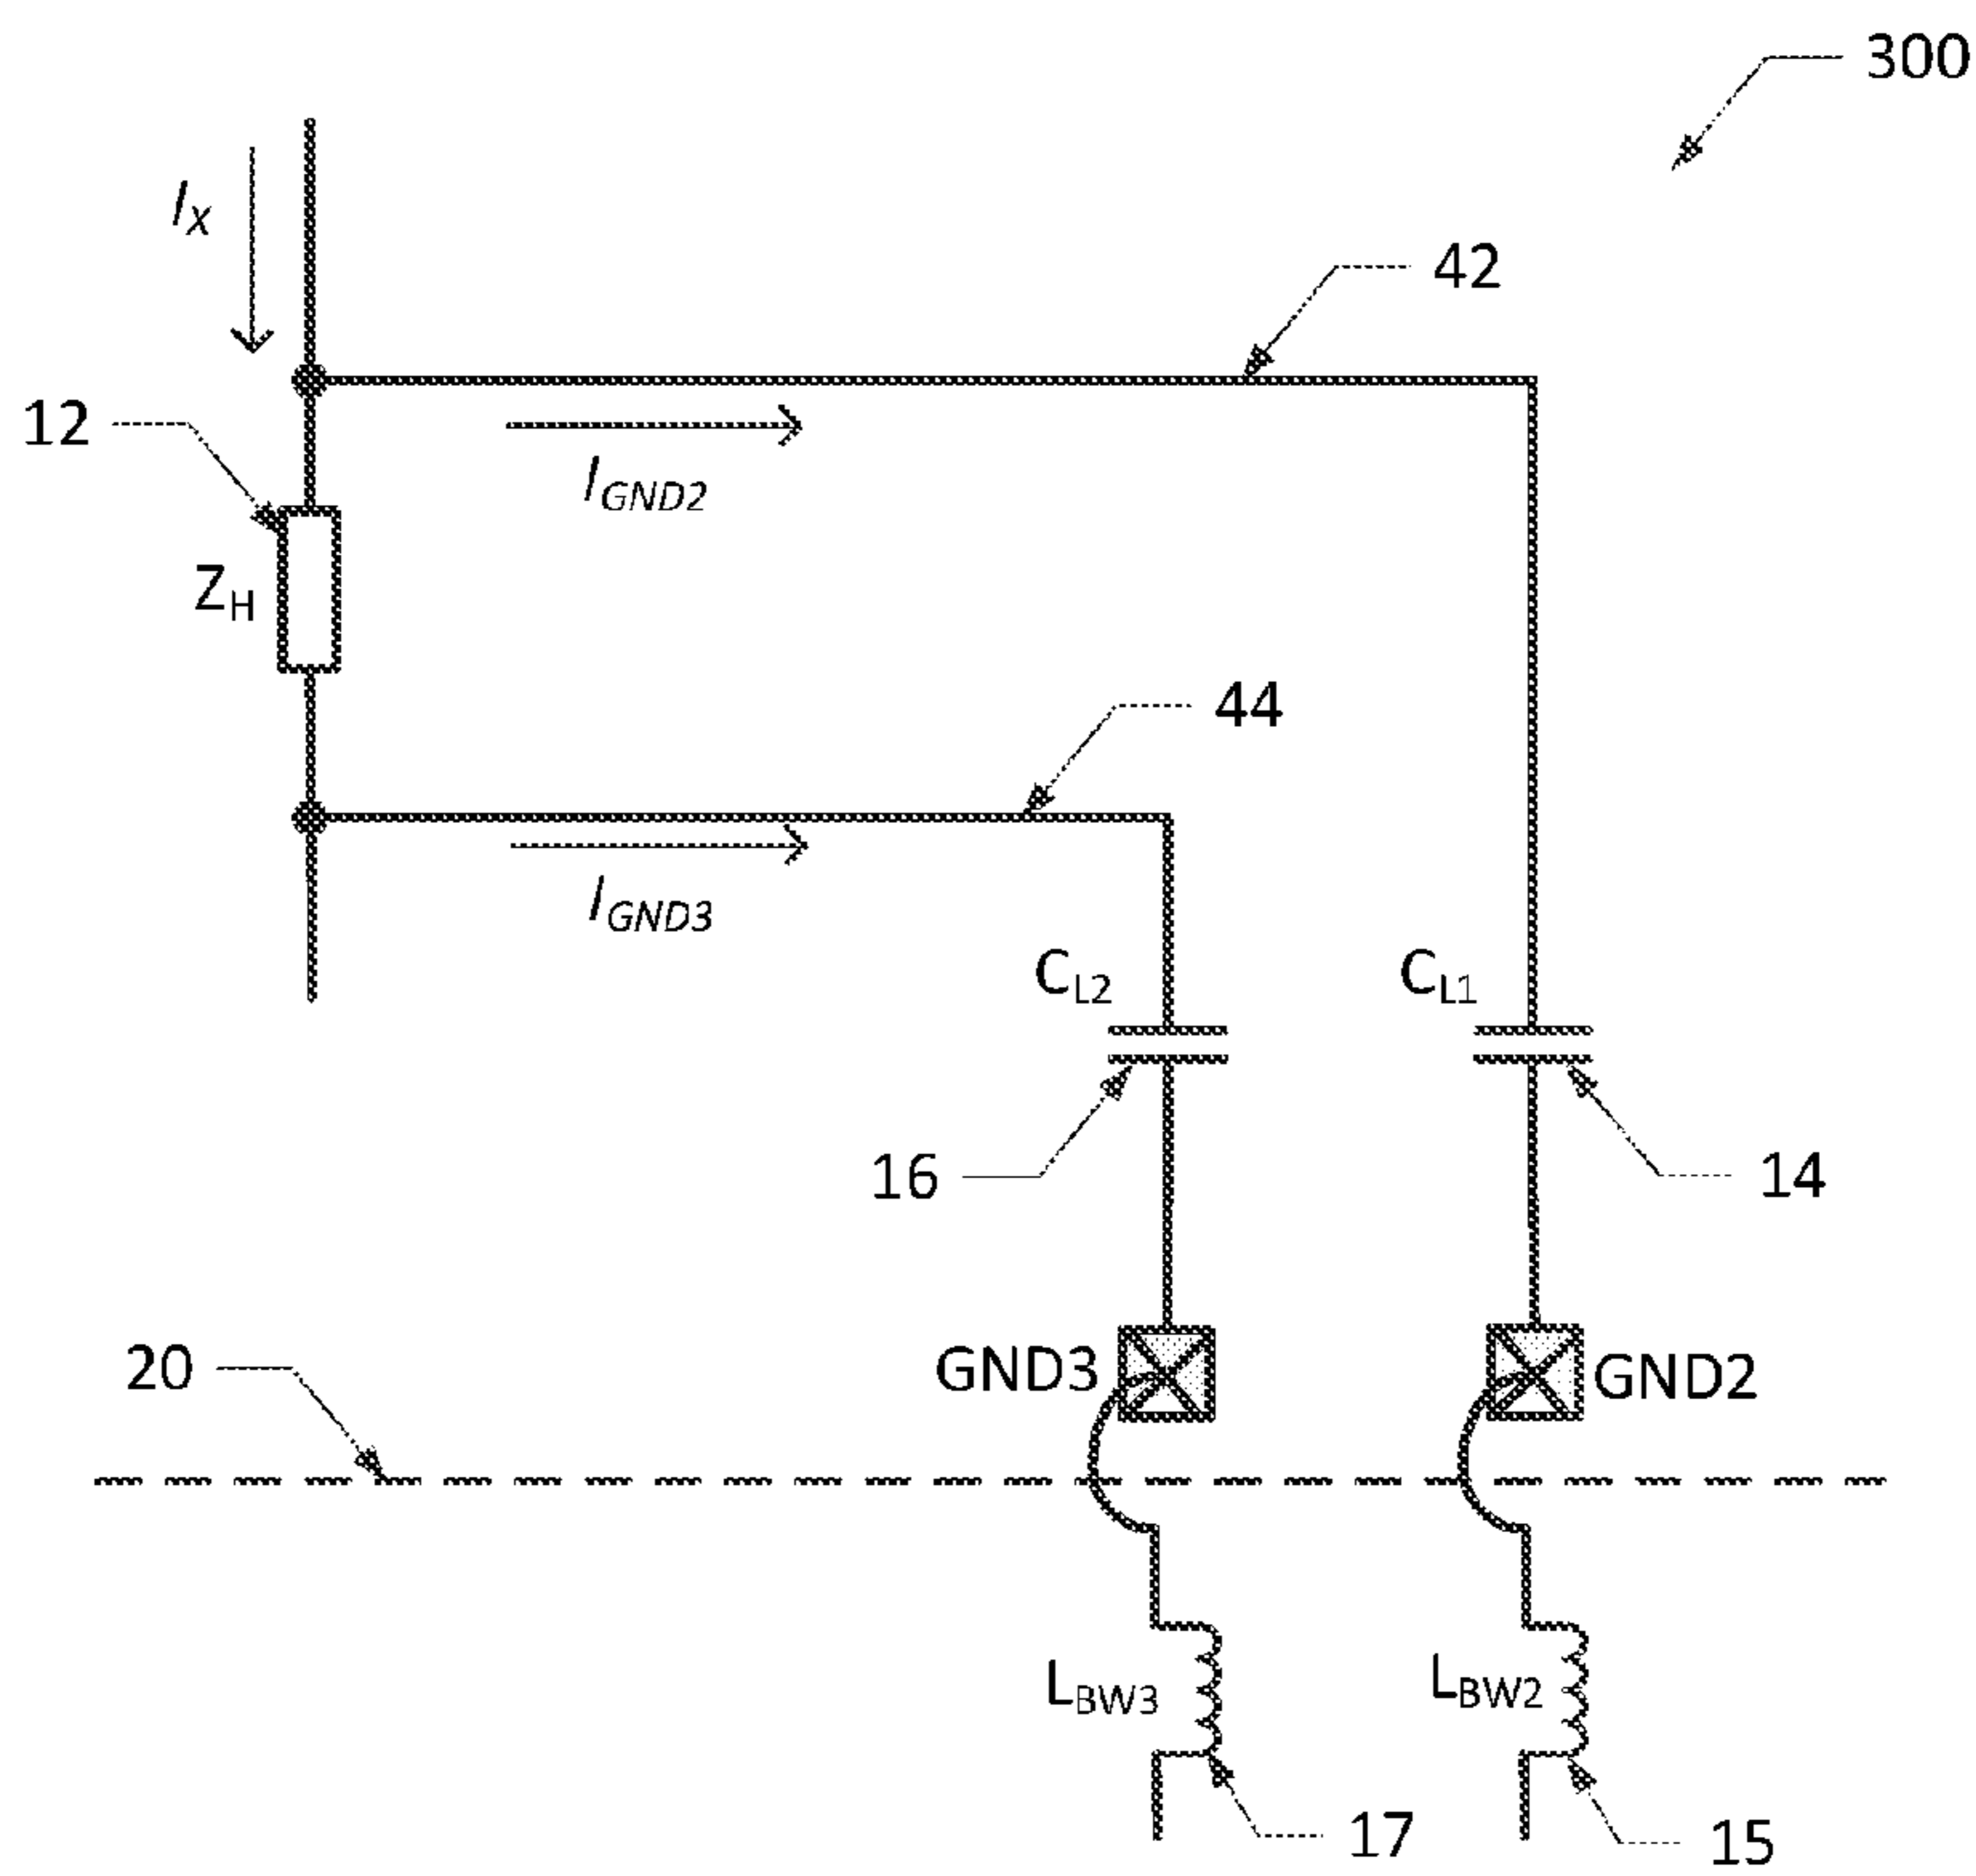 300
I_X
42
12
I_GND2
Z_H
44
I_GND3
C_L2
C_L1
16
14
GND3
GND2
20
L_BW3
L_BW2
17
15